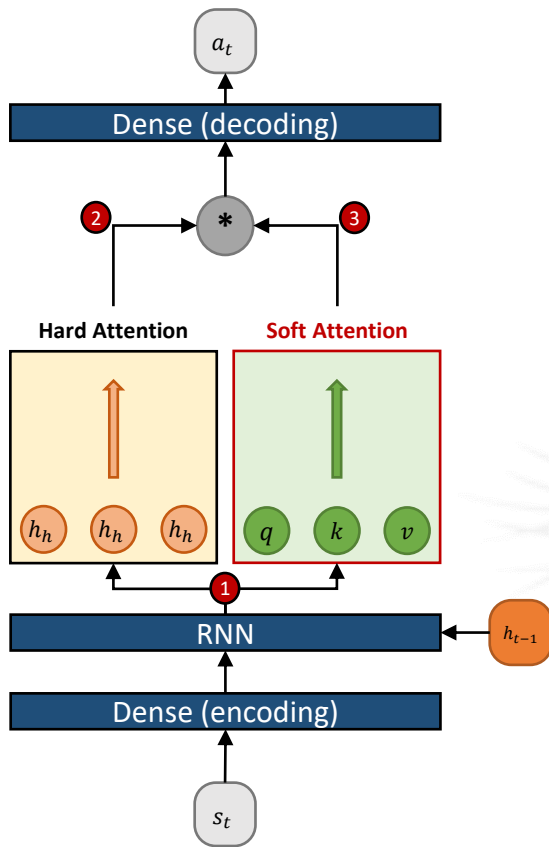 a_t
Dense (decoding)
2 * 3
Hard Attention Soft Attention
h_h h_h h_h q k v
1
RNN h_{t-1}
Dense (encoding)
s_t